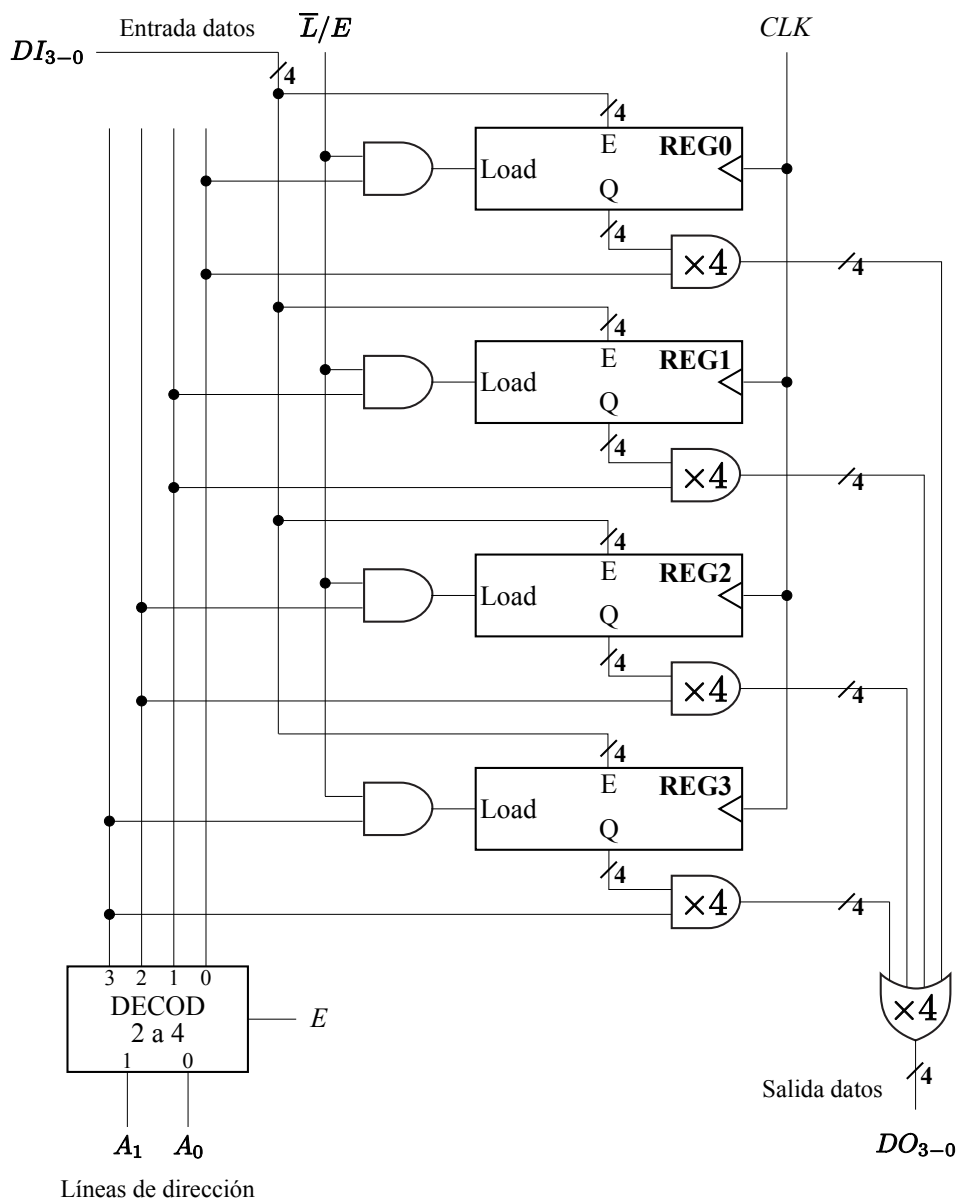 Entrada datos
L̅/E
CLK
DI₃₋₀
4
4
E
REG0
Load
Q
4
×4
4
4
E
REG1
Load
Q
4
×4
4
4
E
REG2
Load
Q
4
×4
4
4
E
REG3
Load
Q
4
×4
4
3 2 1 0
DECOD
2 a 4
1 0
E
×4
4
Salida datos
A₁ A₀
DO₃₋₀
Líneas de dirección